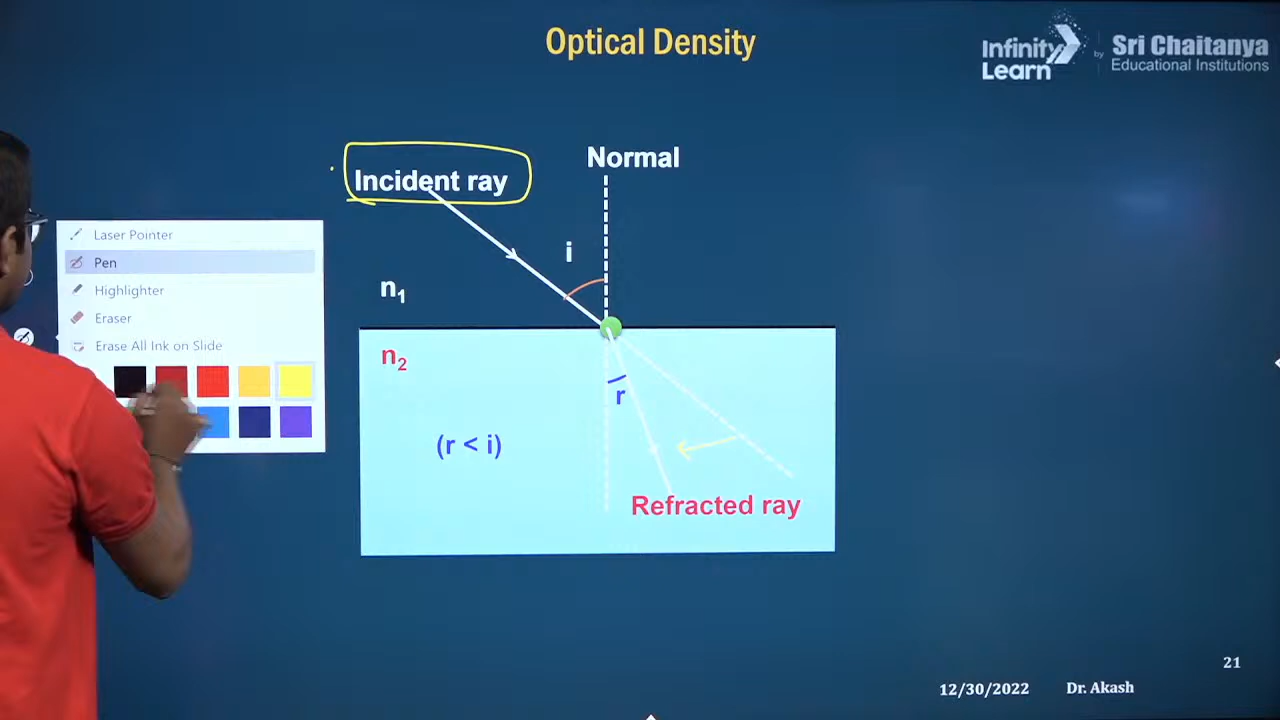 Optical Density
Infinity
Learn
by
Sri Chaitanya
Educational Institutions
Normal
Incident ray
Laser Pointer
Pen
Highlighter
Eraser
Erase All Ink on Slide
i
n1
n2
r
(r < i)
Refracted ray
21
12/30/2022
Dr. Akash